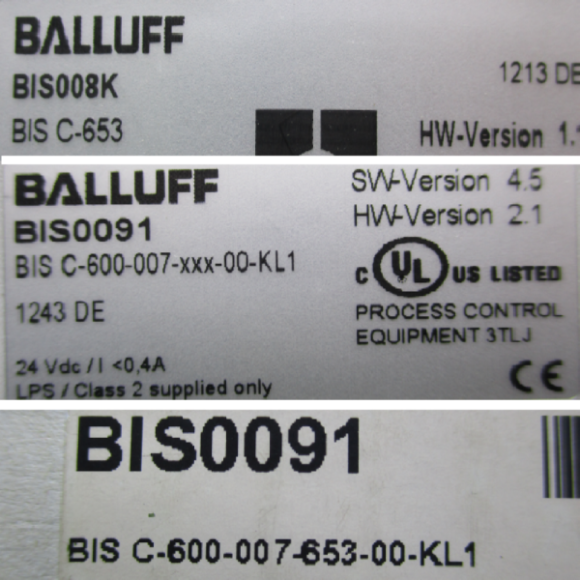 BALLUFF
BIS008K
1213 DE
BIS C-653
HW-Version 1.1
BALLUFF
SW-Version 4.5
HW-Version 2.1
BIS0091
BIS C-600-007-xxx-00-KL1
C UL US LISTED
1243 DE
PROCESS CONTROL
EQUIPMENT 3TLJ
24 Vdc / I <0,4A
LPS / Class 2 supplied only
CE
BIS0091
BIS C-600-007-653-00-KL1